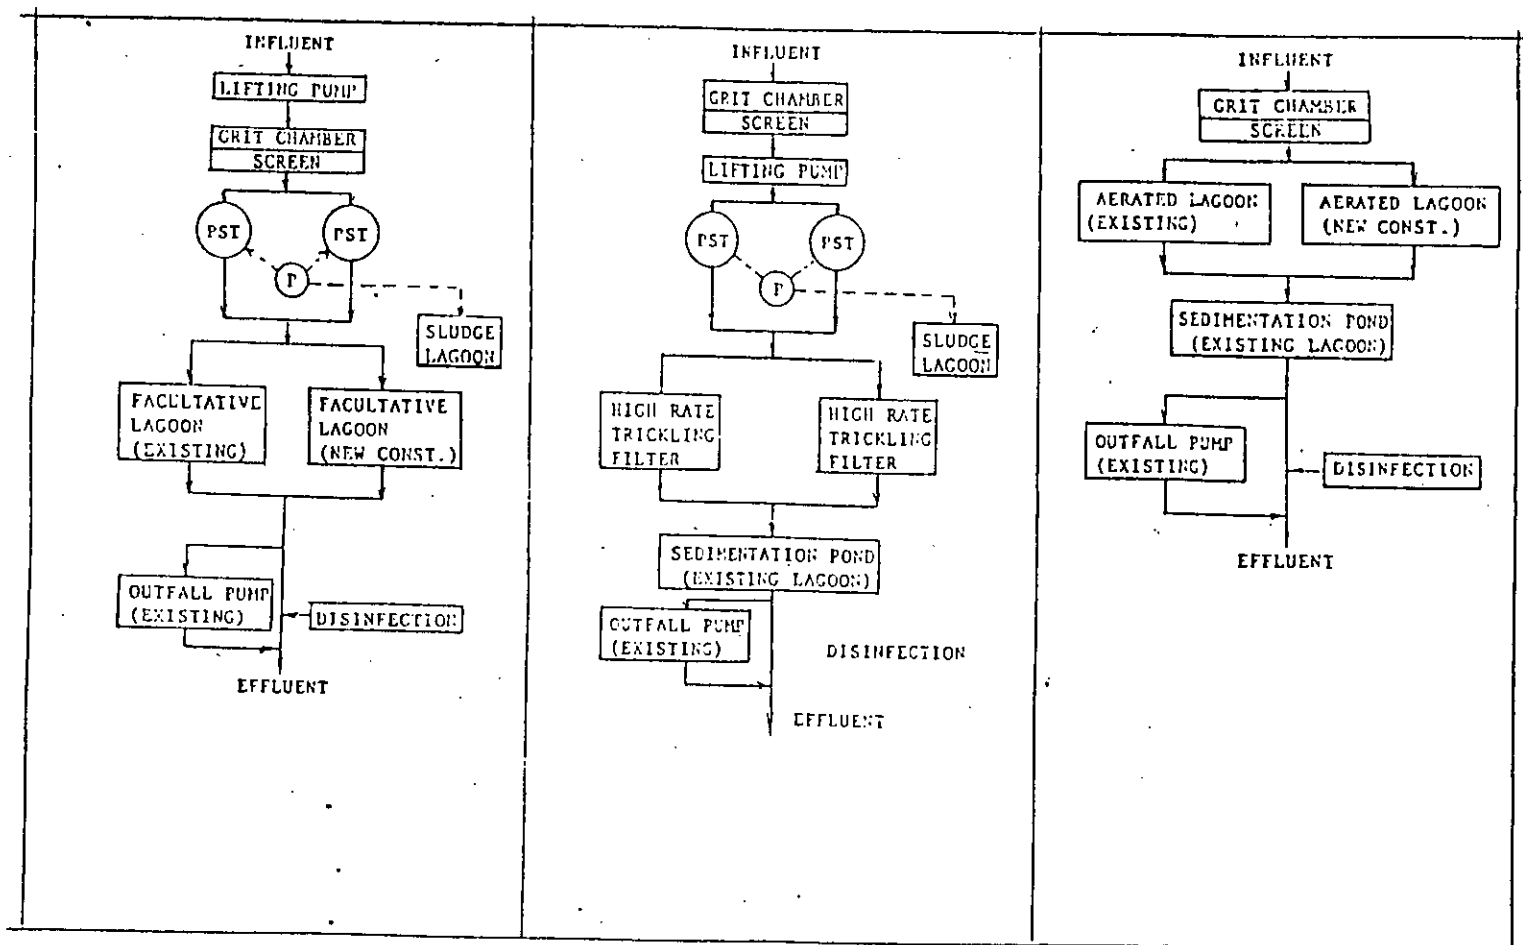 INFLUENT
LIFTING PUMP
GRIT CHAMBER
SCREEN
PST
PST
P
SLUDGE
LAGOON
FACULTATIVE
LAGOON
(EXISTING)
FACULTATIVE
LAGOON
(NEW CONST.)
OUTFALL PUMP
(EXISTING)
DISINFECTION
EFFLUENT
INFLUENT
GRIT CHAMBER
SCREEN
LIFTING PUMP
PST
PST
P
SLUDGE
LAGOON
HIGH RATE
TRICKLING
FILTER
HIGH RATE
TRICKLING
FILTER
SEDIMENTATION POND
(EXISTING LAGOON)
OUTFALL PUMP
(EXISTING)
DISINFECTION
EFFLUENT
INFLUENT
GRIT CHAMBER
SCREEN
AERATED LAGOON
(EXISTING)
AERATED LAGOON
(NEW CONST.)
SEDIMENTATION POND
(EXISTING LAGOON)
OUTFALL PUMP
(EXISTING)
DISINFECTION
EFFLUENT